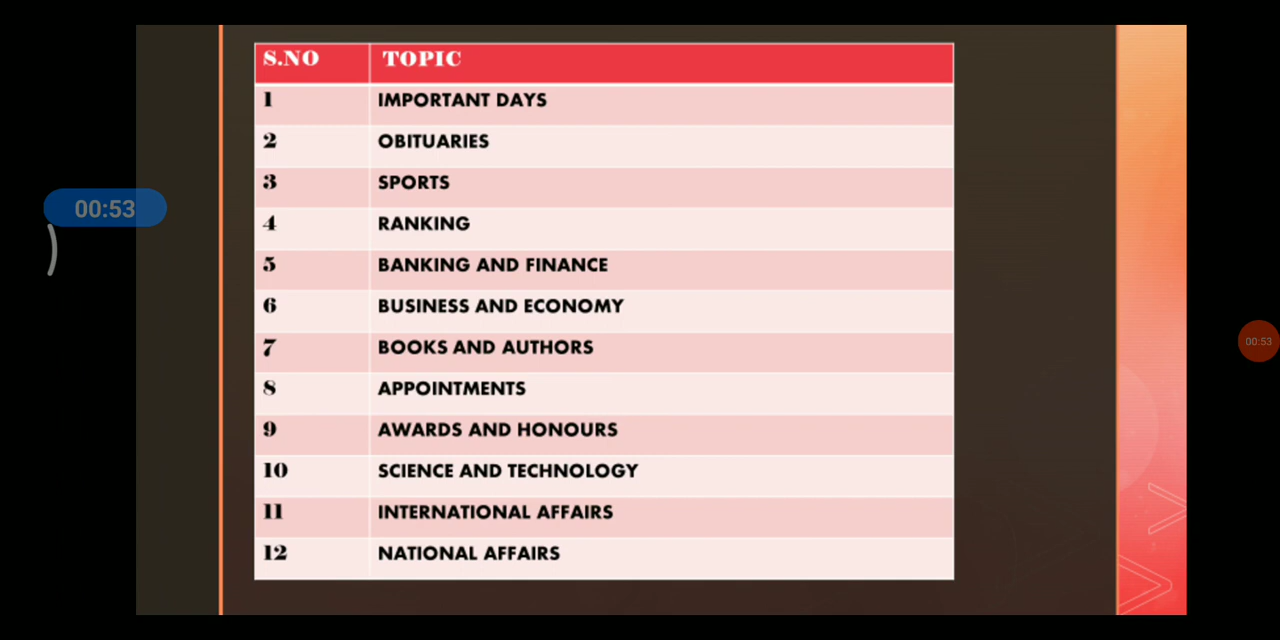 S.NO TOPIC
1 IMPORTANT DAYS
2 OBITUARIES
3 SPORTS
4 RANKING
5 BANKING AND FINANCE
6 BUSINESS AND ECONOMY
7 BOOKS AND AUTHORS
8 APPOINTMENTS
9 AWARDS AND HONOURS
10 SCIENCE AND TECHNOLOGY
11 INTERNATIONAL AFFAIRS
12 NATIONAL AFFAIRS
00:53
00:53